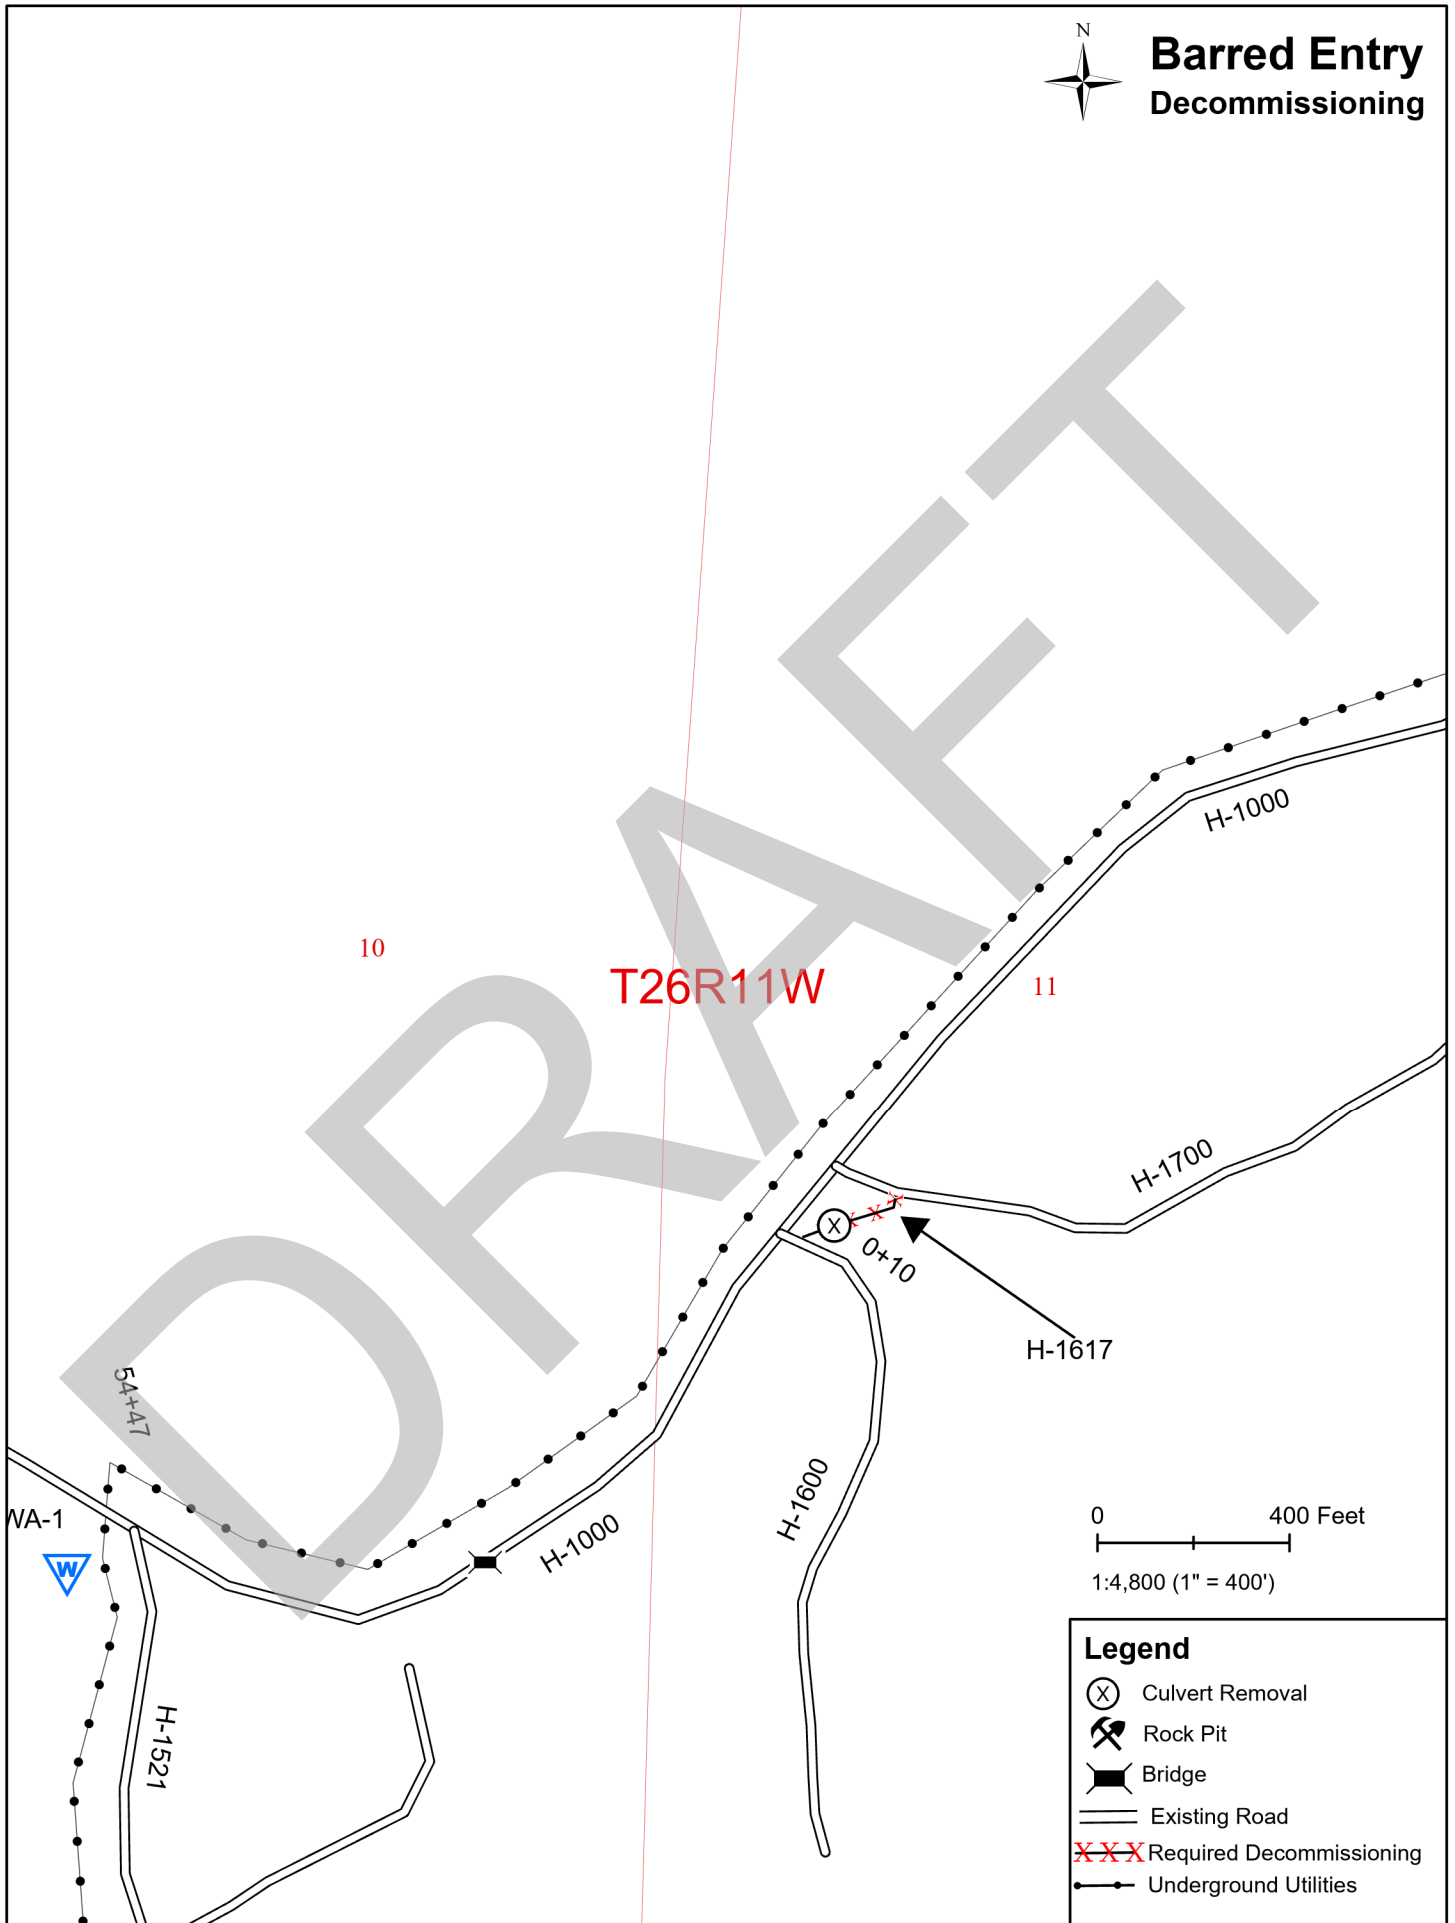 N
Barred Entry
Decommissioning
DRAFT
H-1000
10
T26R11W
11
H-1700
X
0+10
H-1617
54+47
WA-1
W
H-1000
H-1600
H-1521
0 400 Feet
1:4,800 (1" = 400')
Legend
X Culvert Removal
Rock Pit
Bridge
Existing Road
X X X Required Decommissioning
Underground Utilities